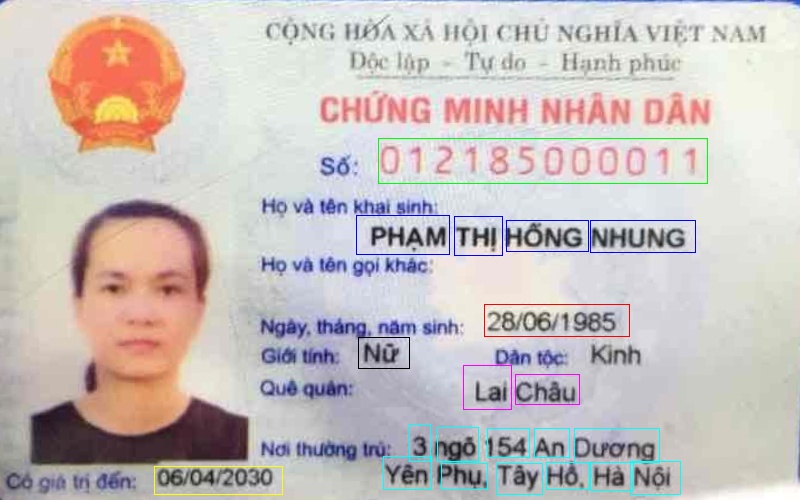 CỘNG HÒA XÃ HỘI CHỦ NGHĨA VIỆT NAM
Độc lập - Tự do - Hạnh phúc
CHỨNG MINH NHÂN DÂN
Số: 012185000011
Họ và tên khai sinh:
PHẠM THỊ HỒNG NHUNG
Họ và tên gọi khác:
Ngày, tháng, năm sinh: 28/06/1985
Giới tính: Nữ Dân tộc: Kinh
Quê quán: Lai Châu
Nơi thường trú: 3 ngõ 154 An Dương
Yên Phụ, Tây Hồ, Hà Nội
Có giá trị đến: 06/04/2030